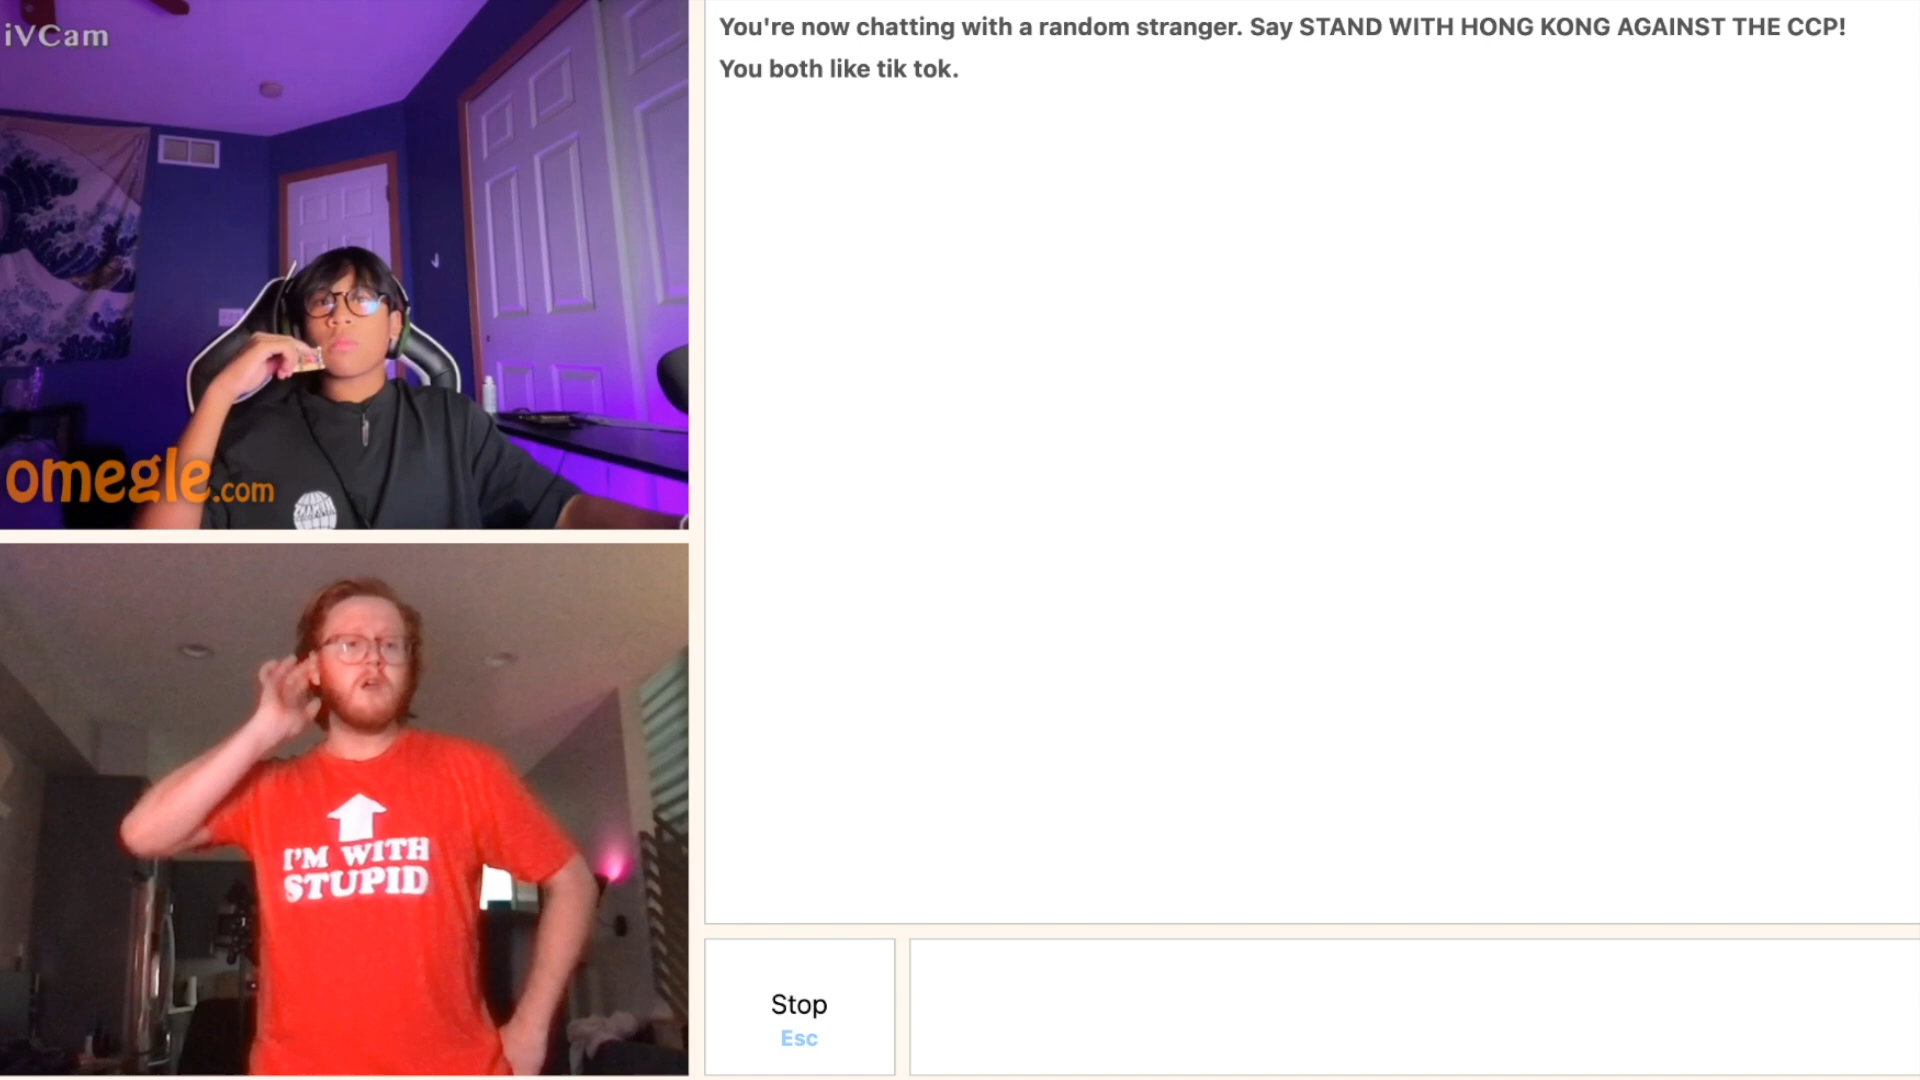 iVCam
You're now chatting with a random stranger. Say STAND WITH HONG KONG AGAINST THE CCP!
You both like tik tok.
omegle.com
I'M WITH
STUPID
Stop
Esc